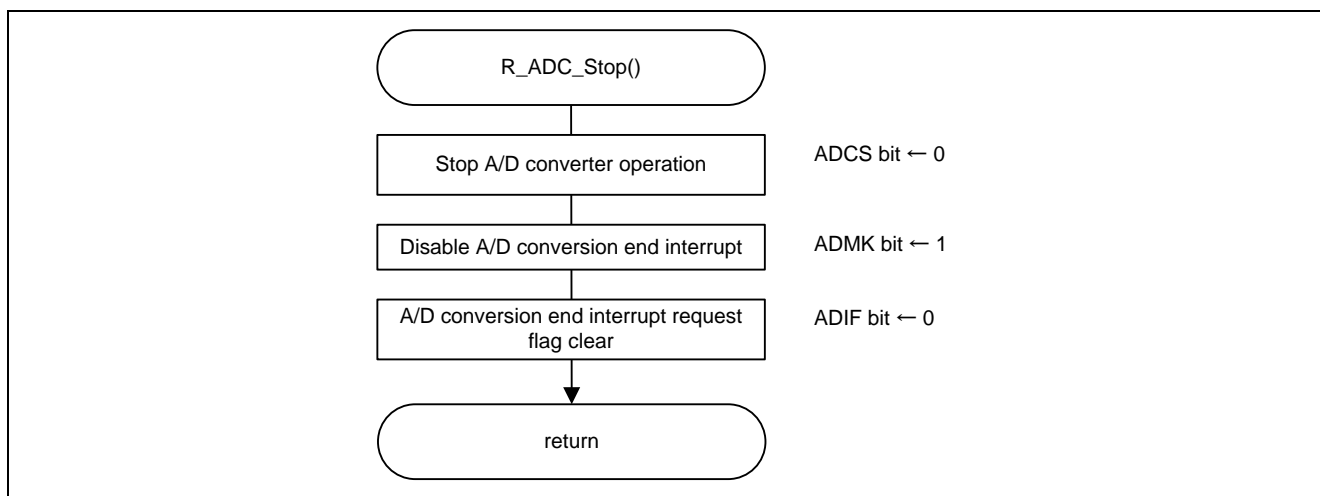 R_ADC_Stop()
Stop A/D converter operation
ADCS bit ← 0
Disable A/D conversion end interrupt
ADMK bit ← 1
A/D conversion end interrupt request
flag clear
ADIF bit ← 0
return